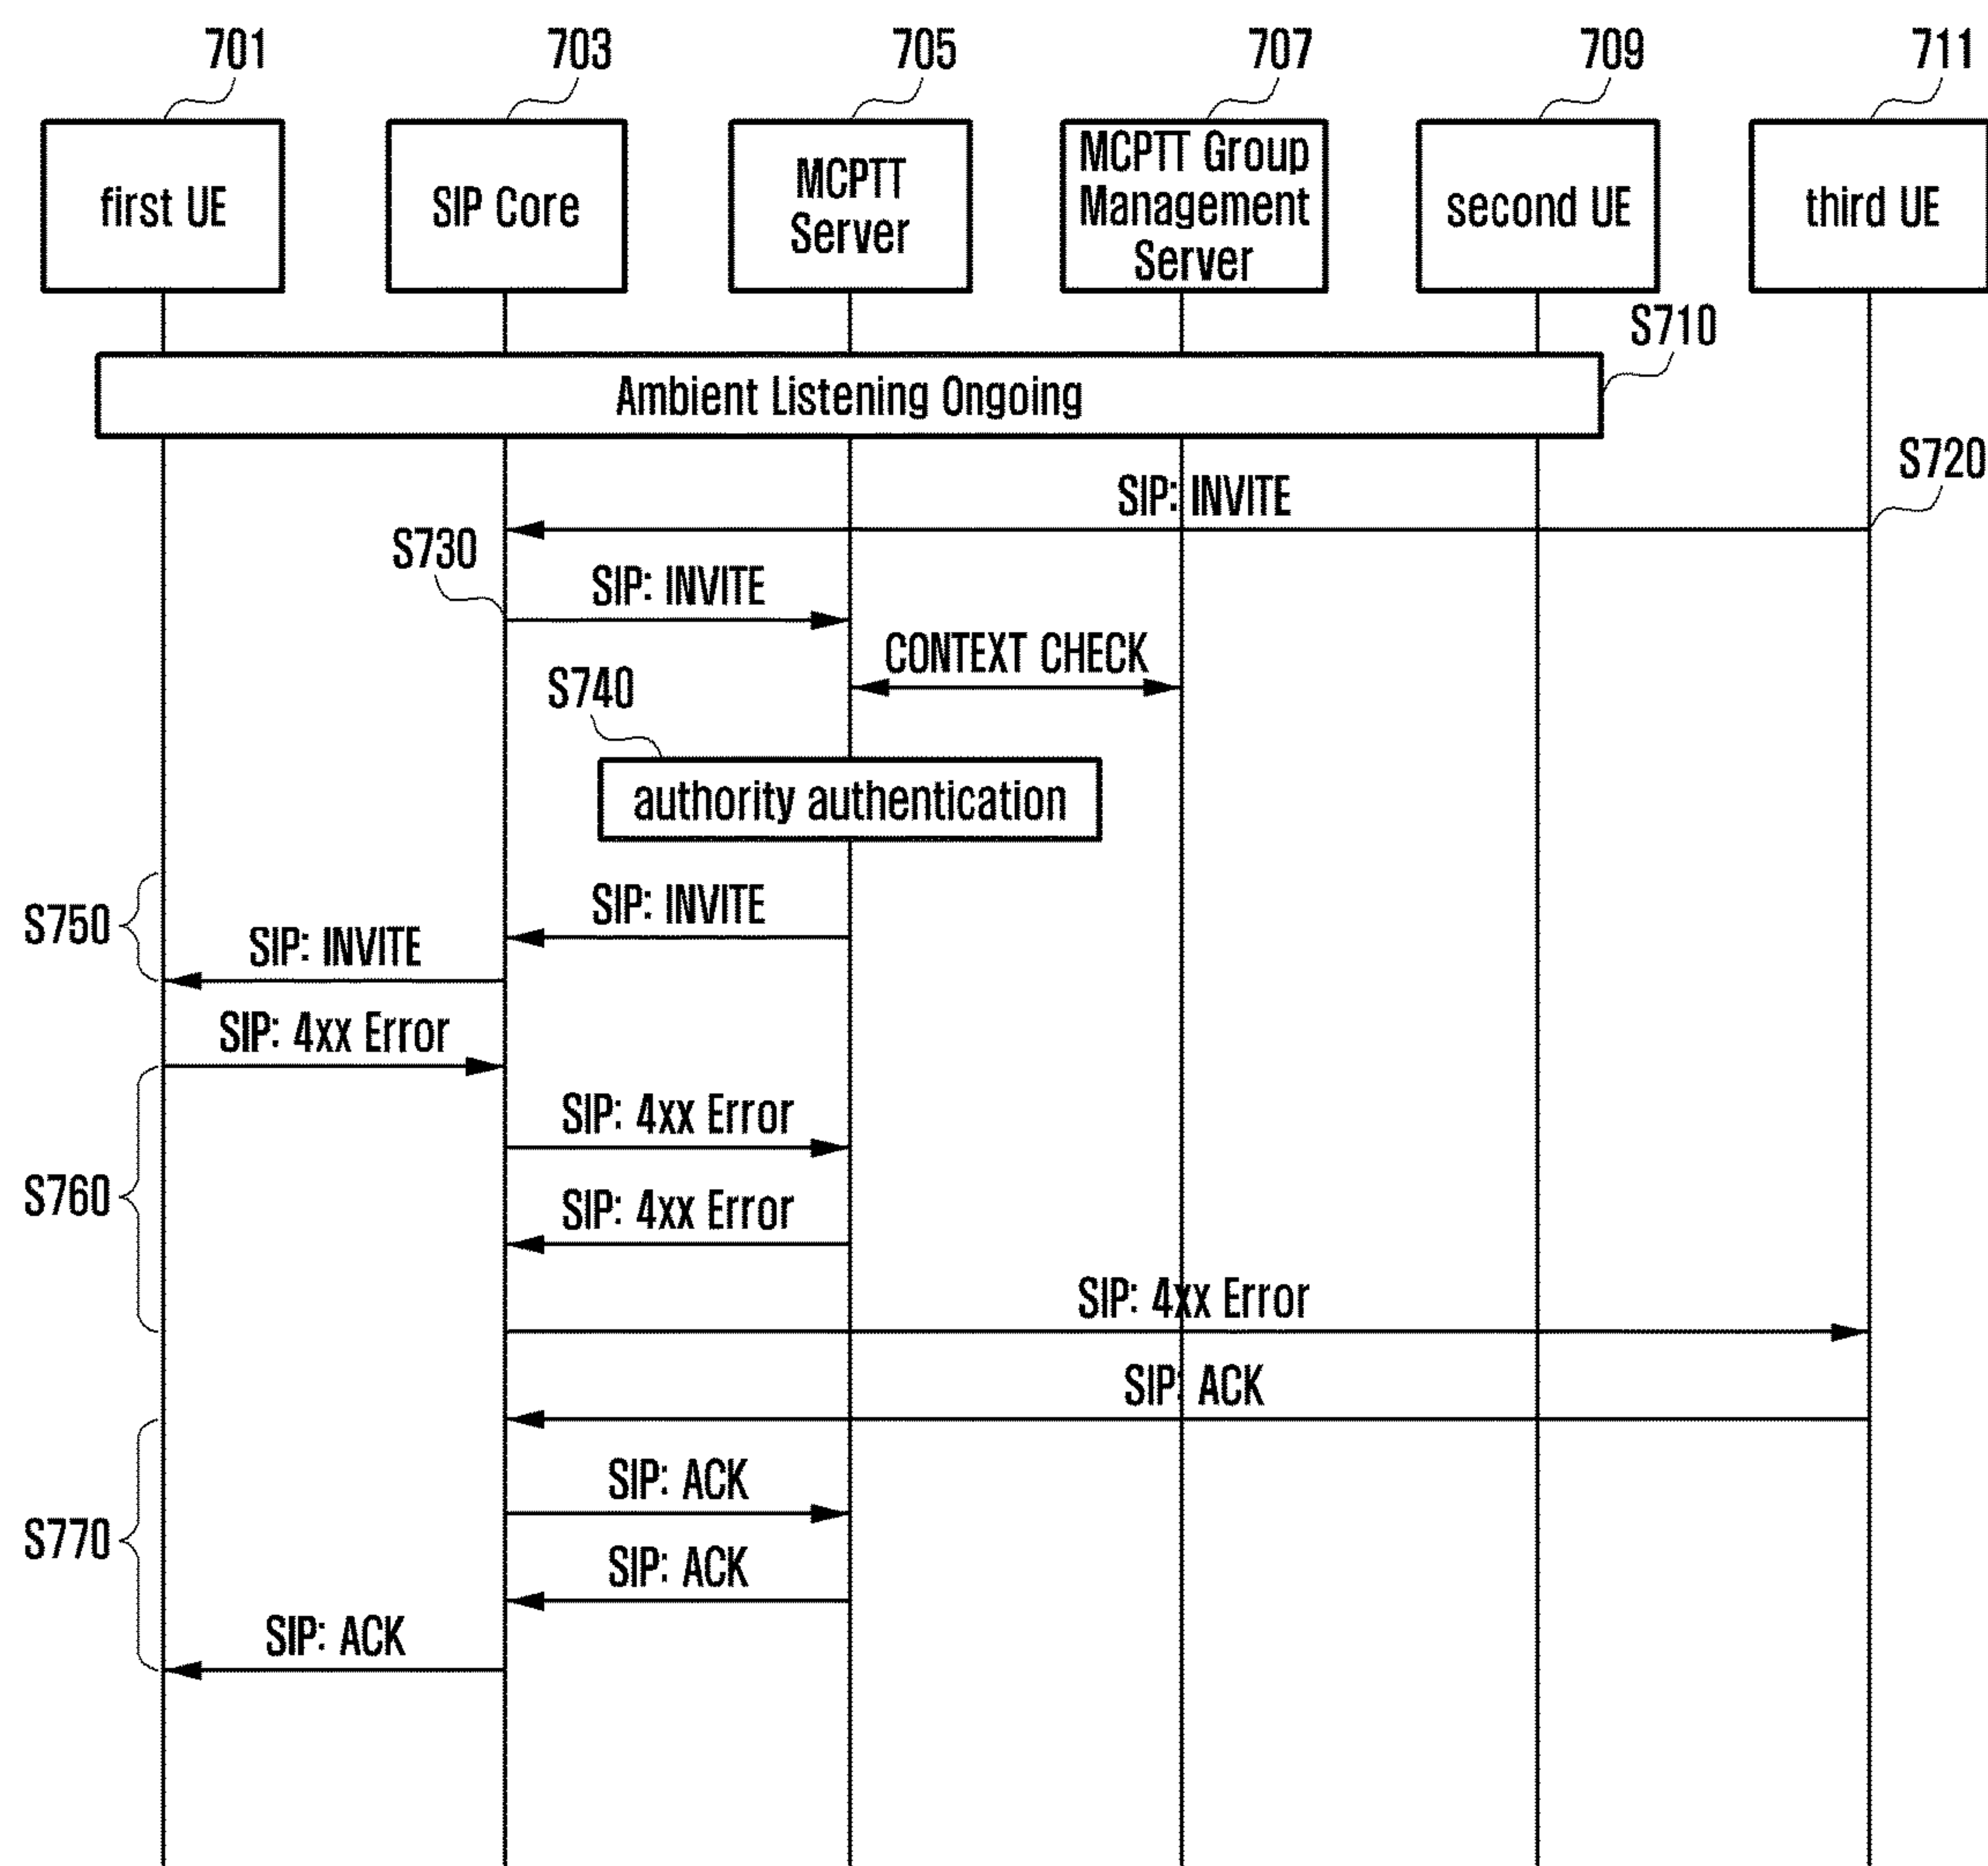 701
703
705
707
709
711
first UE
SIP Core
MCPTT
Server
MCPTT Group
Management
Server
second UE
third UE
S710
Ambient Listening Ongoing
S720
SIP: INVITE
S730
SIP: INVITE
CONTEXT CHECK
S740
authority authentication
S750
SIP: INVITE
SIP: INVITE
SIP: 4xx Error
SIP: 4xx Error
S760
SIP: 4xx Error
SIP: 4xx Error
SIP: ACK
SIP: ACK
S770
SIP: ACK
SIP: ACK